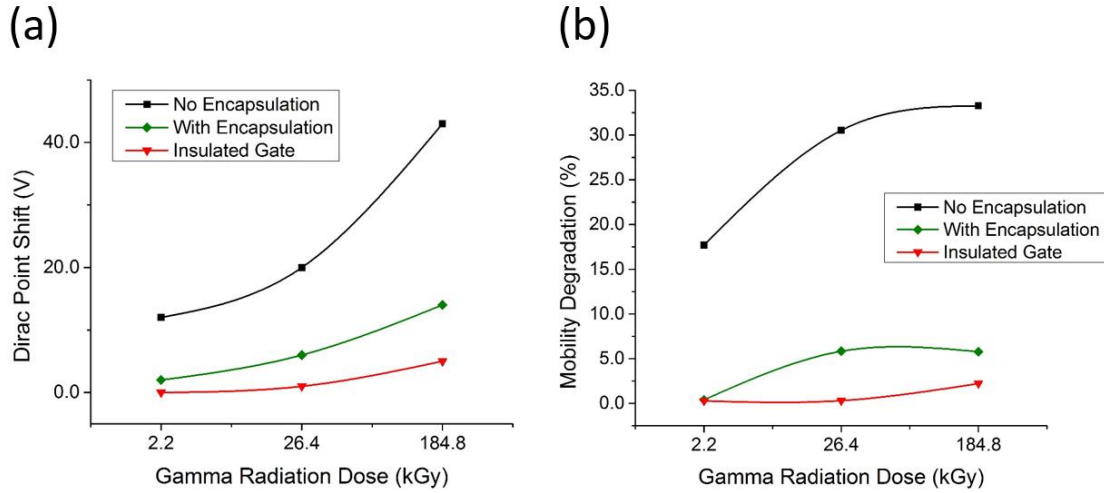 (a)
No Encapsulation
With Encapsulation
Insulated Gate
Dirac Point Shift (V)
40.0
20.0
0.0
2.2 26.4 184.8
Gamma Radiation Dose (kGy)
(b)
No Encapsulation
With Encapsulation
Insulated Gate
Mobility Degradation (%)
35.0
30.0
25.0
20.0
15.0
10.0
5.0
0.0
2.2 26.4 184.8
Gamma Radiation Dose (kGy)